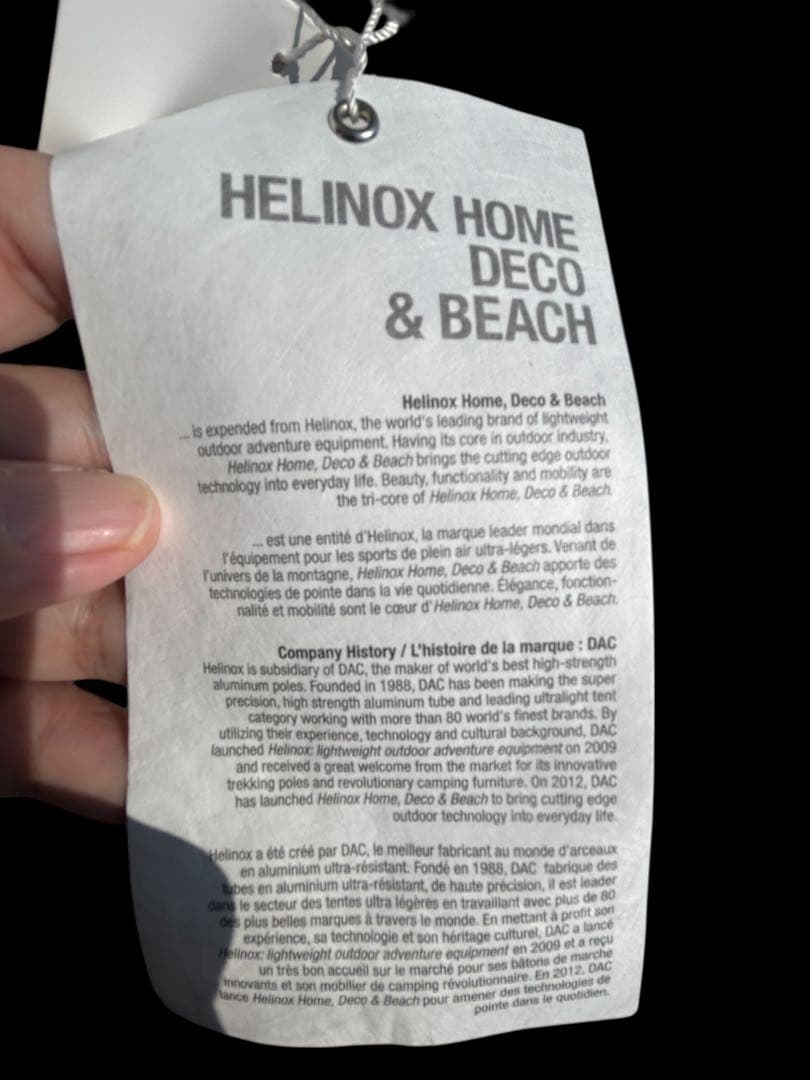 HELINOX HOME
DECO
& BEACH
Helinox Home, Deco & Beach
... is expended from Helinox, the world's leading brand of lightweight
outdoor adventure equipment. Having its core in outdoor industry,
Helinox Home, Deco & Beach brings the cutting edge outdoor
technology into everyday life. Beauty, functionality and mobility are
the tri-core of Helinox Home, Deco & Beach.
... est une entité d'Helinox, la marque leader mondial dans
l'équipement pour les sports de plein air ultra-légers. Venant de
l'univers de la montagne, Helinox Home, Deco & Beach apporte des
technologies de pointe dans la vie quotidienne. Élégance, fonction-
nalité et mobilité sont le cœur d'Helinox Home, Deco & Beach.
Company History / L'histoire de la marque : DAC
Helinox is subsidiary of DAC, the maker of world's best high-strength
aluminum poles. Founded in 1988, DAC has been making the super
precision, high strength aluminum tube and leading ultralight tent
category working with more than 80 world's finest brands. By
utilizing their experience, technology and cultural background, DAC
launched Helinox: lightweight outdoor adventure equipment on 2009
and received a great welcome from the market for its innovative
trekking poles and revolutionary camping furniture. On 2012, DAC
has launched Helinox Home, Deco & Beach to bring cutting edge
outdoor technology into everyday life.
Helinox a été créé par DAC, le meilleur fabricant au monde d'arceaux
en aluminium ultra-résistant. Fondé en 1988, DAC fabrique des
tubes en aluminium ultra-résistant, de haute précision, il est leader
dans le secteur des tentes ultra légères en travaillant avec plus de 80
des plus belles marques à travers le monde. En mettant à profit son
expérience, sa technologie et son héritage culturel, DAC a lancé
Helinox: lightweight outdoor adventure equipment en 2009 et a reçu
un très bon accueil sur le marché pour ses bâtons de marche
innovants et son mobilier de camping révolutionnaire. En 2012, DAC
lance Helinox Home, Deco & Beach pour amener des technologies de
pointe dans le quotidien.